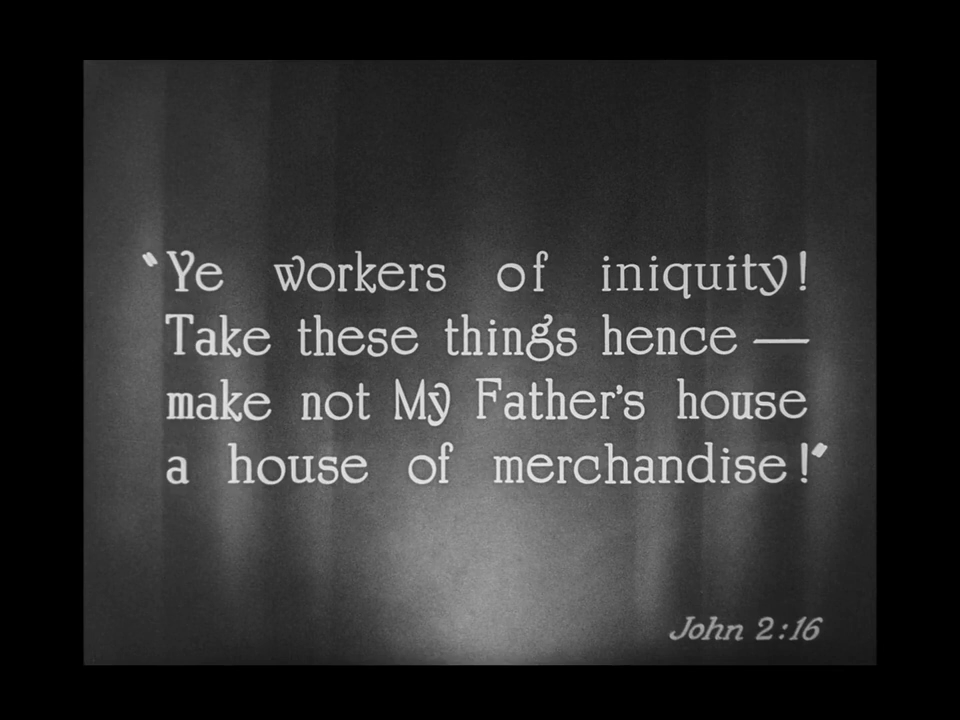 “Ye workers of iniquity!
Take these things hence —
make not My Father's house
a house of merchandise!”
John 2:16